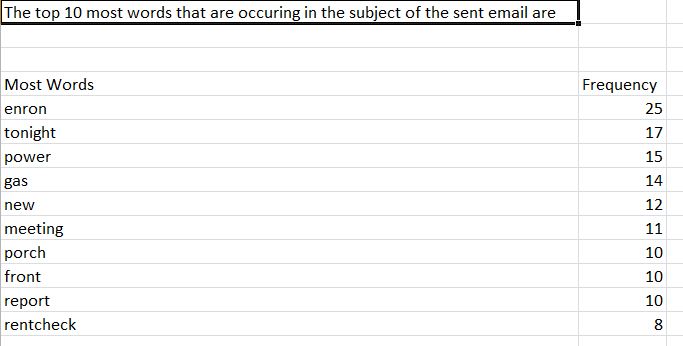 The top 10 most words that are occuring in the subject of the sent email are
Most Words Frequency
enron 25
tonight 17
power 15
gas 14
new 12
meeting 11
porch 10
front 10
report 10
rentcheck 8